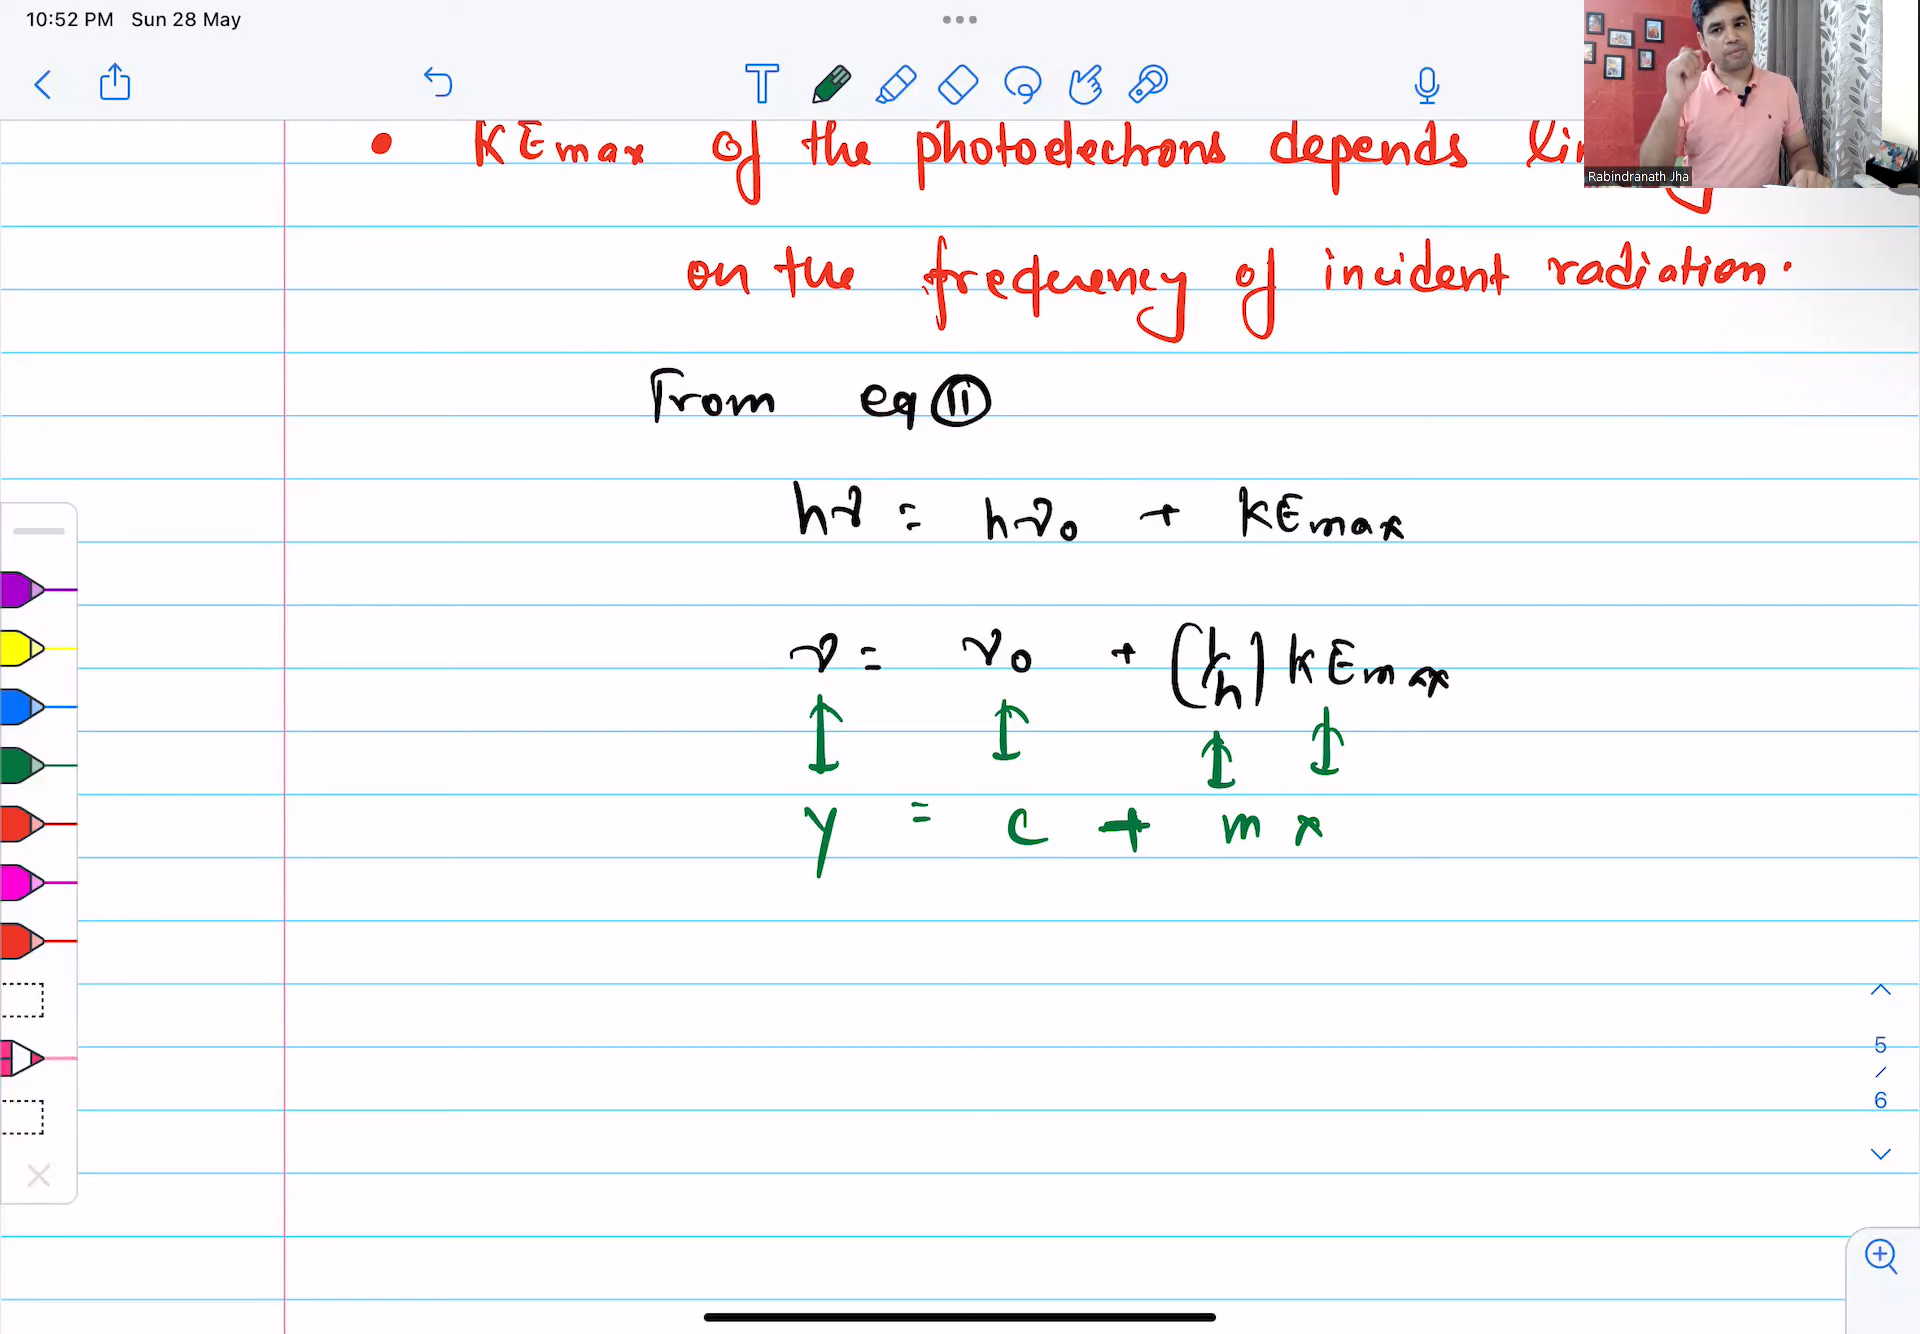 10:52 PM Sun 28 May
Rabindranath Jha
• KEmax of the photoelectrons depends
on the frequency of incident radiation.
From eq (II)
hν = hν₀ + KEmax
ν = ν₀ + (1/h) KEmax
y = c + m x
5
/
6